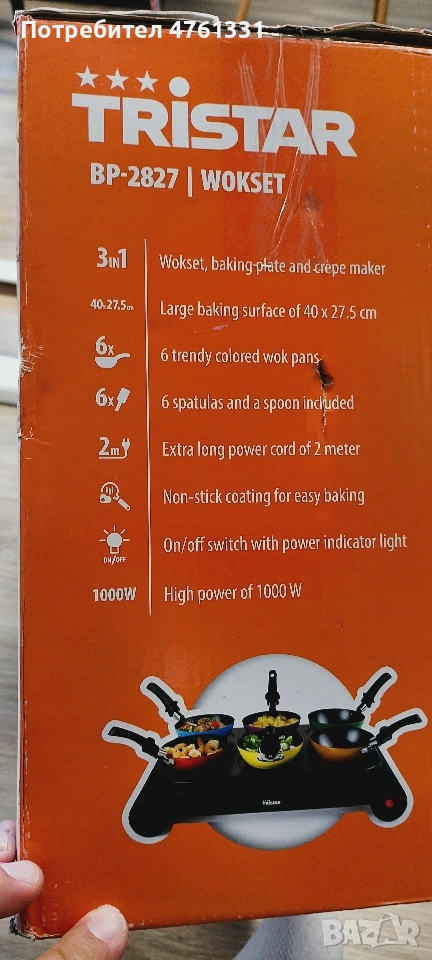 Потребител 4761331
TRISTAR
BP-2827 | WOKSET
3IN1 Wokset, baking plate and crêpe maker
40x27.5cm Large baking surface of 40 x 27.5 cm
6x 6 trendy colored wok pans
6x 6 spatulas and a spoon included
2m Extra long power cord of 2 meter
Non-stick coating for easy baking
ON/OFF On/off switch with power indicator light
1000W High power of 1000 W
Tristar
BAZAR